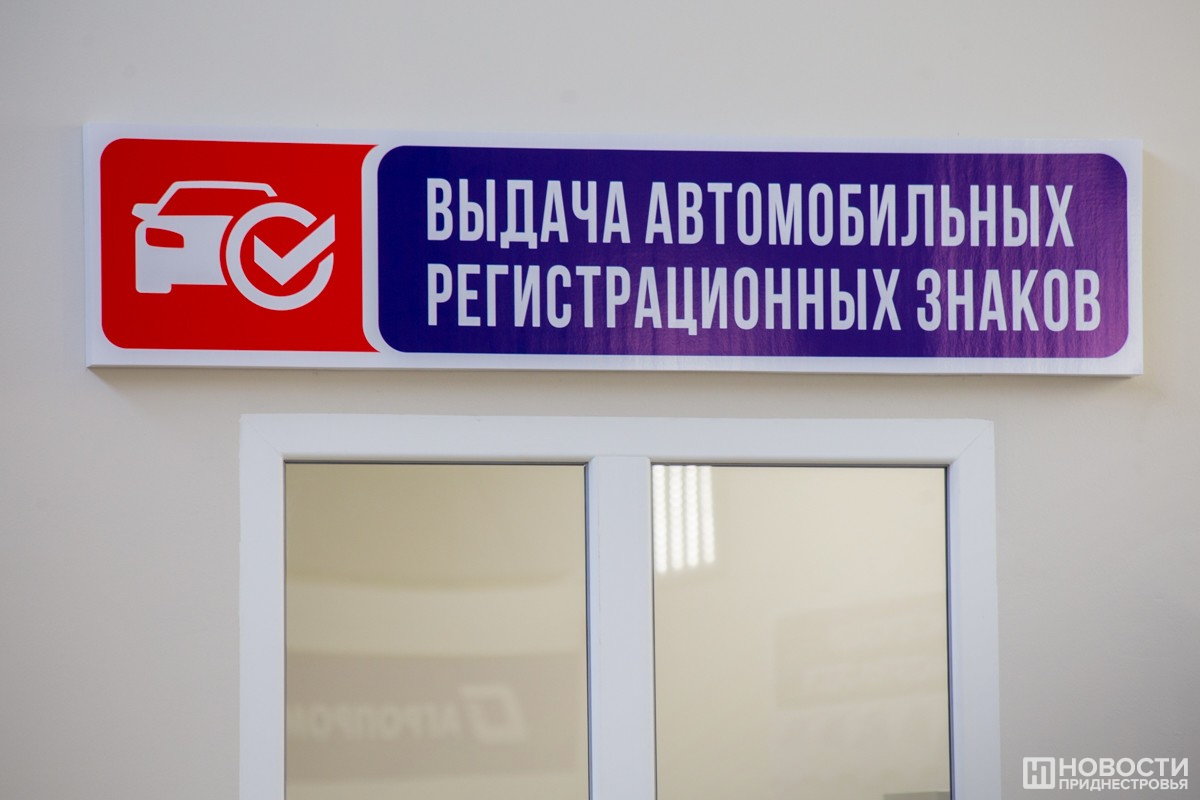 ВЫДАЧА АВТОМОБИЛЬНЫХ
РЕГИСТРАЦИОННЫХ ЗНАКОВ
НОВОСТИ
ПРИДНЕСТРОВЬЯ